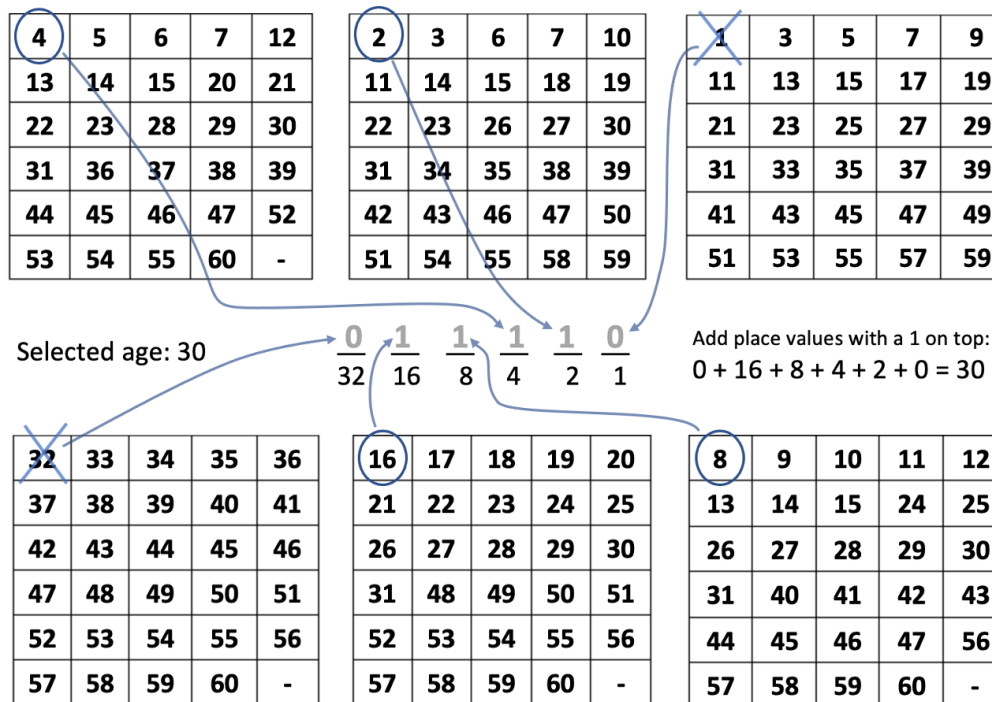 4 5 6 7 12
13 14 15 20 21
22 23 28 29 30
31 36 37 38 39
44 45 46 47 52
53 54 55 60 -
2 3 6 7 10
11 14 15 18 19
22 23 26 27 30
31 34 35 38 39
42 43 46 47 50
51 54 55 58 59
1 3 5 7 9
11 13 15 17 19
21 23 25 27 29
31 33 35 37 39
41 43 45 47 49
51 53 55 57 59
Selected age: 30
0 1 1 1 1 0
32 16 8 4 2 1
Add place values with a 1 on top:
0 + 16 + 8 + 4 + 2 + 0 = 30
32 33 34 35 36
37 38 39 40 41
42 43 44 45 46
47 48 49 50 51
52 53 54 55 56
57 58 59 60 -
16 17 18 19 20
21 22 23 24 25
26 27 28 29 30
31 48 49 50 51
52 53 54 55 56
57 58 59 60 -
8 9 10 11 12
13 14 15 24 25
26 27 28 29 30
31 40 41 42 43
44 45 46 47 56
57 58 59 60 -